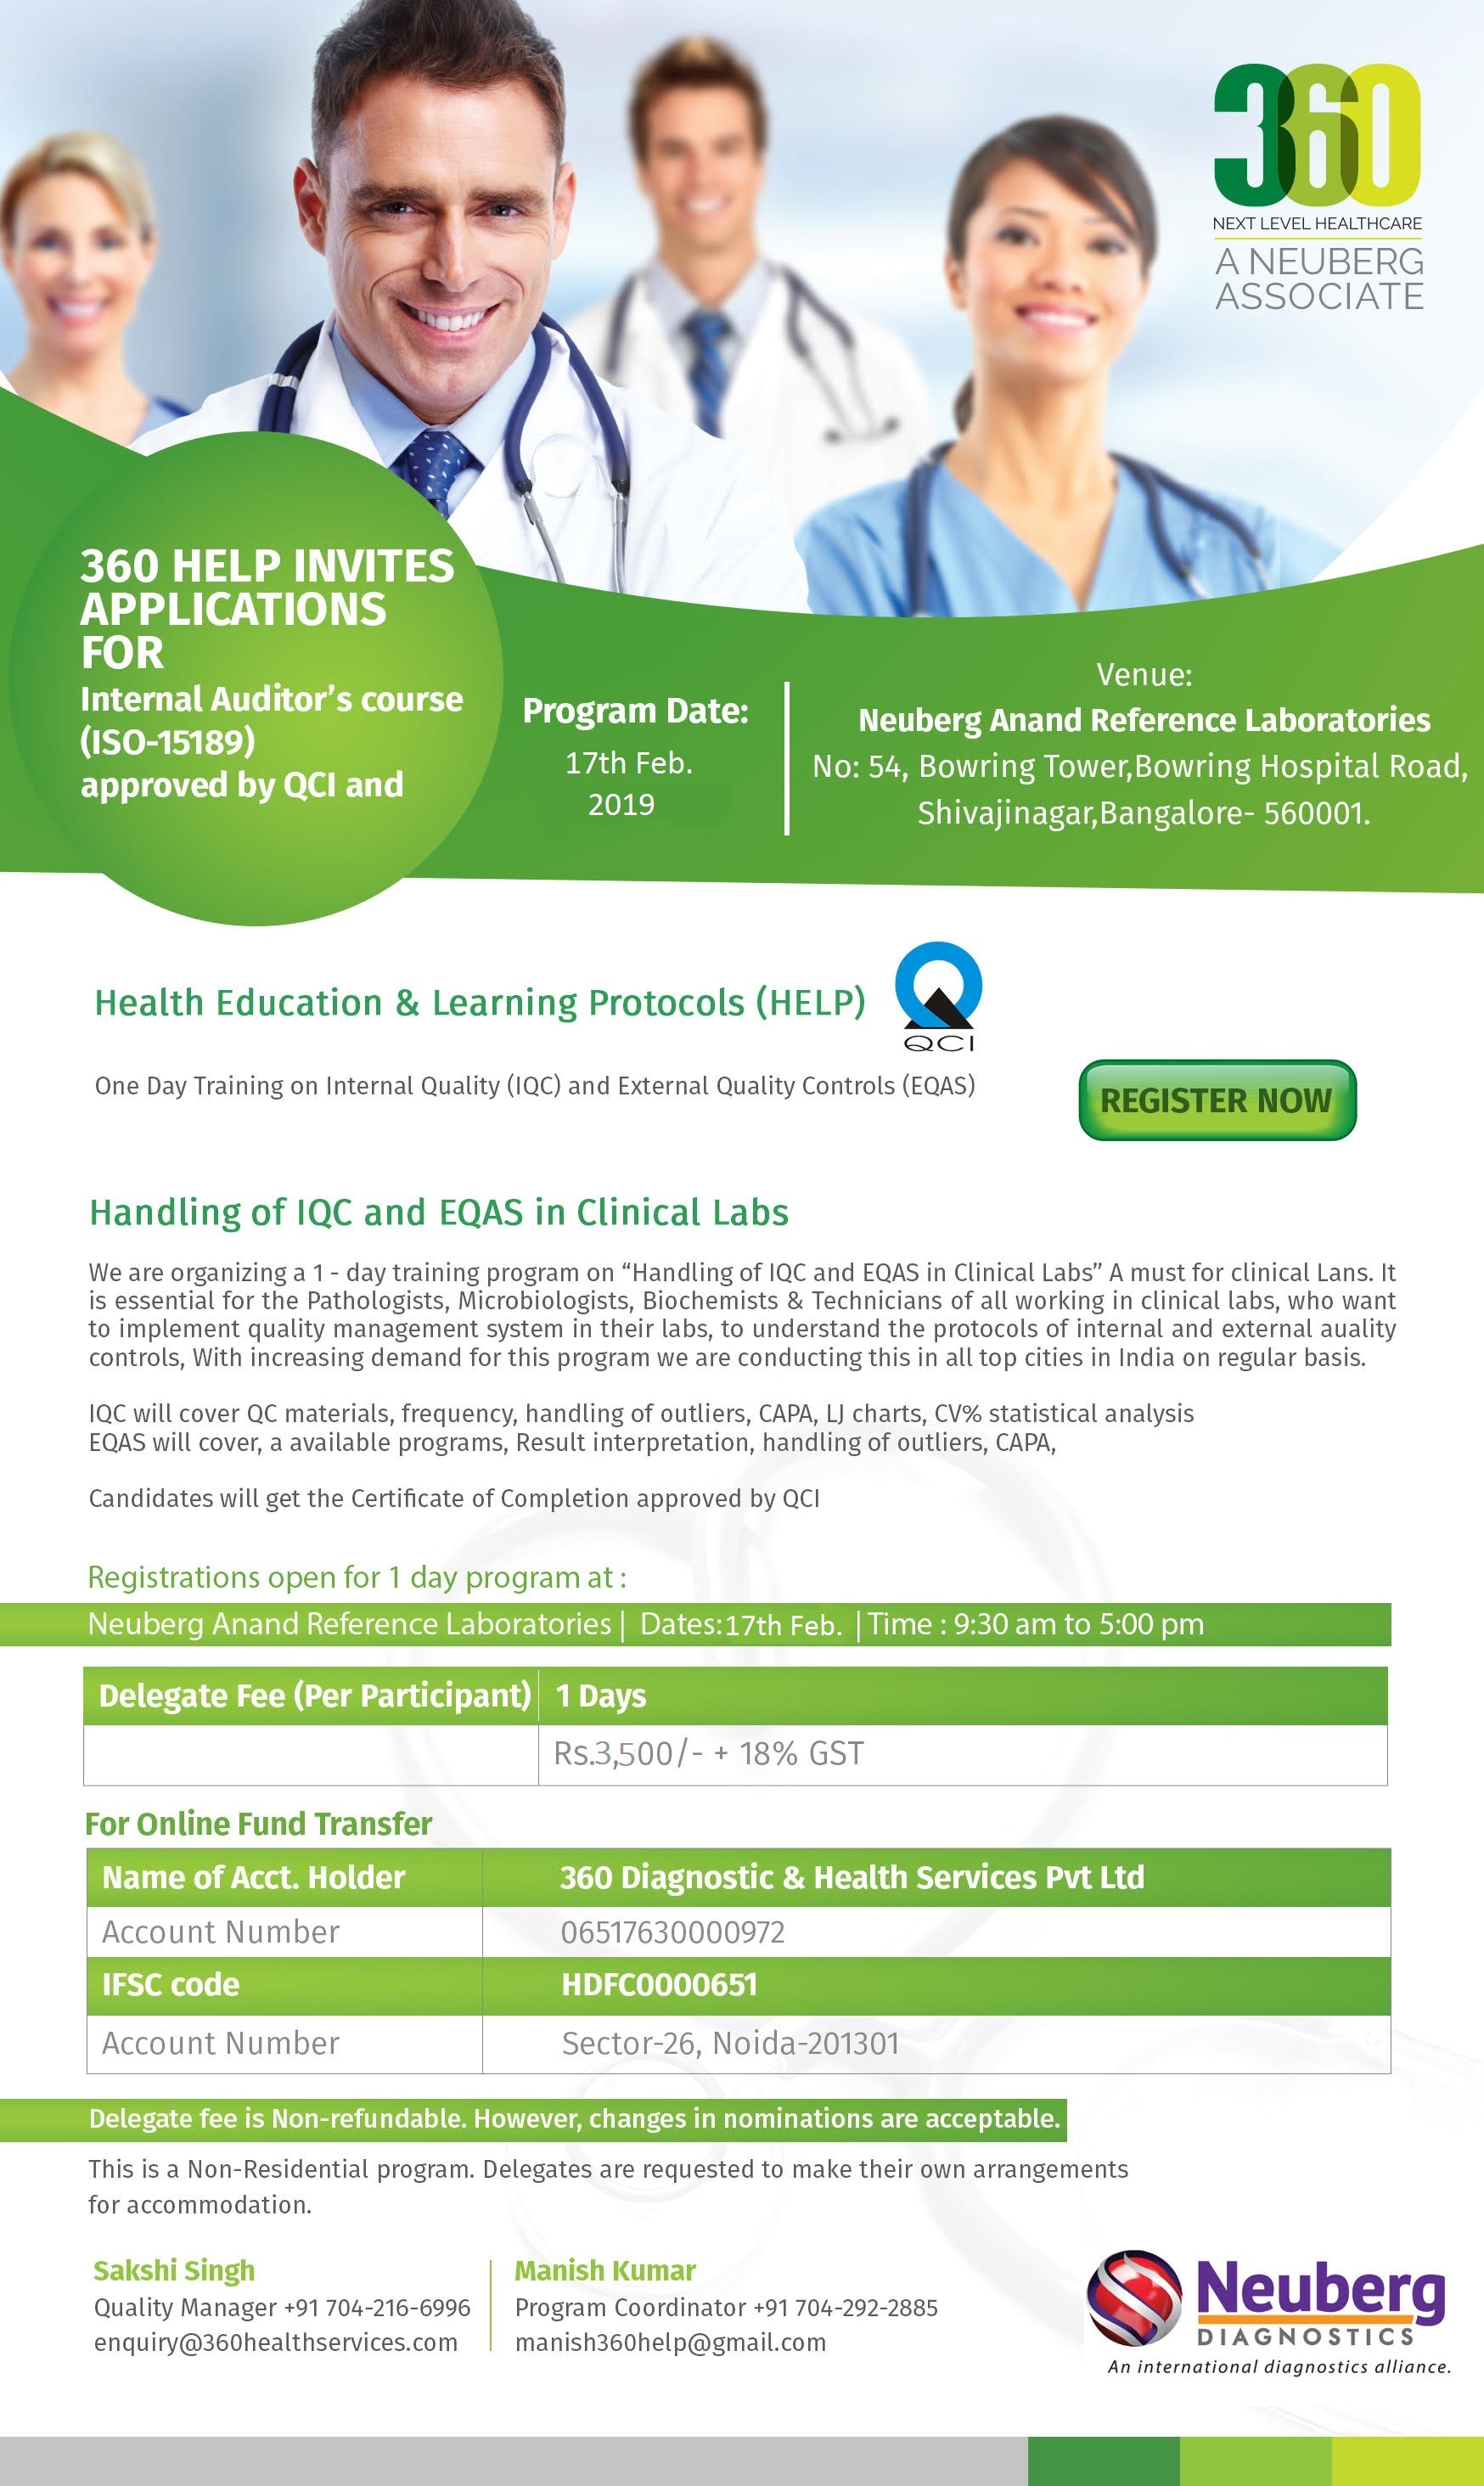 360
NEXT LEVEL HEALTHCARE
A NEUBERG
ASSOCIATE
360 HELP INVITES
APPLICATIONS
FOR
Internal Auditor’s course
(ISO-15189)
approved by QCI and
Program Date:
17th Feb.
2019
Venue:
Neuberg Anand Reference Laboratories
No: 54, Bowring Tower,Bowring Hospital Road,
Shivajinagar,Bangalore- 560001.
Health Education & Learning Protocols (HELP)
QCI
One Day Training on Internal Quality (IQC) and External Quality Controls (EQAS)
REGISTER NOW
Handling of IQC and EQAS in Clinical Labs
We are organizing a 1 - day training program on “Handling of IQC and EQAS in Clinical Labs” A must for clinical Lans. It
is essential for the Pathologists, Microbiologists, Biochemists & Technicians of all working in clinical labs, who want
to implement quality management system in their labs, to understand the protocols of internal and external auality
controls, With increasing demand for this program we are conducting this in all top cities in India on regular basis.
IQC will cover QC materials, frequency, handling of outliers, CAPA, LJ charts, CV% statistical analysis
EQAS will cover, a available programs, Result interpretation, handling of outliers, CAPA,
Candidates will get the Certificate of Completion approved by QCI
Registrations open for 1 day program at :
Neuberg Anand Reference Laboratories | Dates:17th Feb. | Time : 9:30 am to 5:00 pm
Delegate Fee (Per Participant) 1 Days
Rs.3,500/- + 18% GST
For Online Fund Transfer
Name of Acct. Holder 360 Diagnostic & Health Services Pvt Ltd
Account Number 06517630000972
IFSC code HDFC0000651
Account Number Sector-26, Noida-201301
Delegate fee is Non-refundable. However, changes in nominations are acceptable.
This is a Non-Residential program. Delegates are requested to make their own arrangements
for accommodation.
Sakshi Singh
Quality Manager +91 704-216-6996
enquiry@360healthservices.com
Manish Kumar
Program Coordinator +91 704-292-2885
manish360help@gmail.com
Neuberg
DIAGNOSTICS
An international diagnostics alliance.